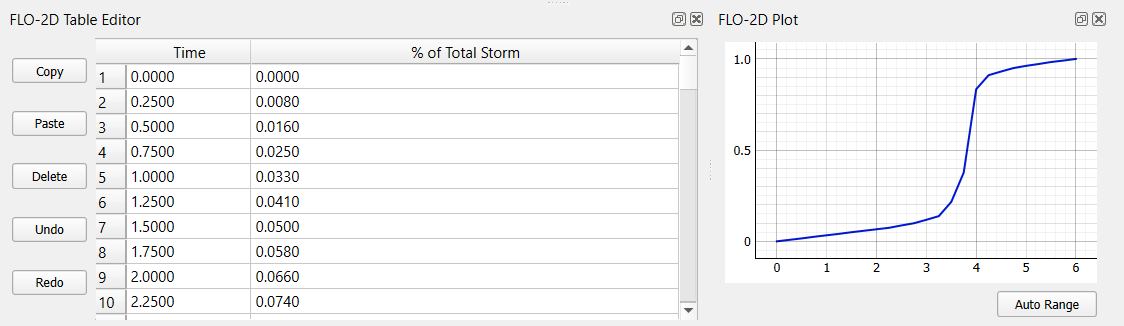 FLO-2D Table Editor
Copy
Paste
Delete
Undo
Redo
Time % of Total Storm
1 0.0000 0.0000
2 0.2500 0.0080
3 0.5000 0.0160
4 0.7500 0.0250
5 1.0000 0.0330
6 1.2500 0.0410
7 1.5000 0.0500
8 1.7500 0.0580
9 2.0000 0.0660
10 2.2500 0.0740
FLO-2D Plot
1.0
0.5
0
0 1 2 3 4 5 6
Auto Range